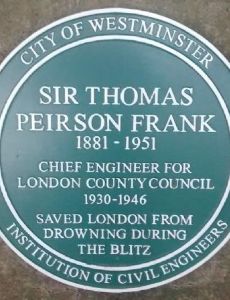 CITY OF WESTMINSTER
SIR THOMAS
PEIRSON FRANK
1881 - 1951
CHIEF ENGINEER FOR
LONDON COUNTY COUNCIL
1930-1946
SAVED LONDON FROM
DROWNING DURING
THE BLITZ
INSTITUTION OF CIVIL ENGINEERS